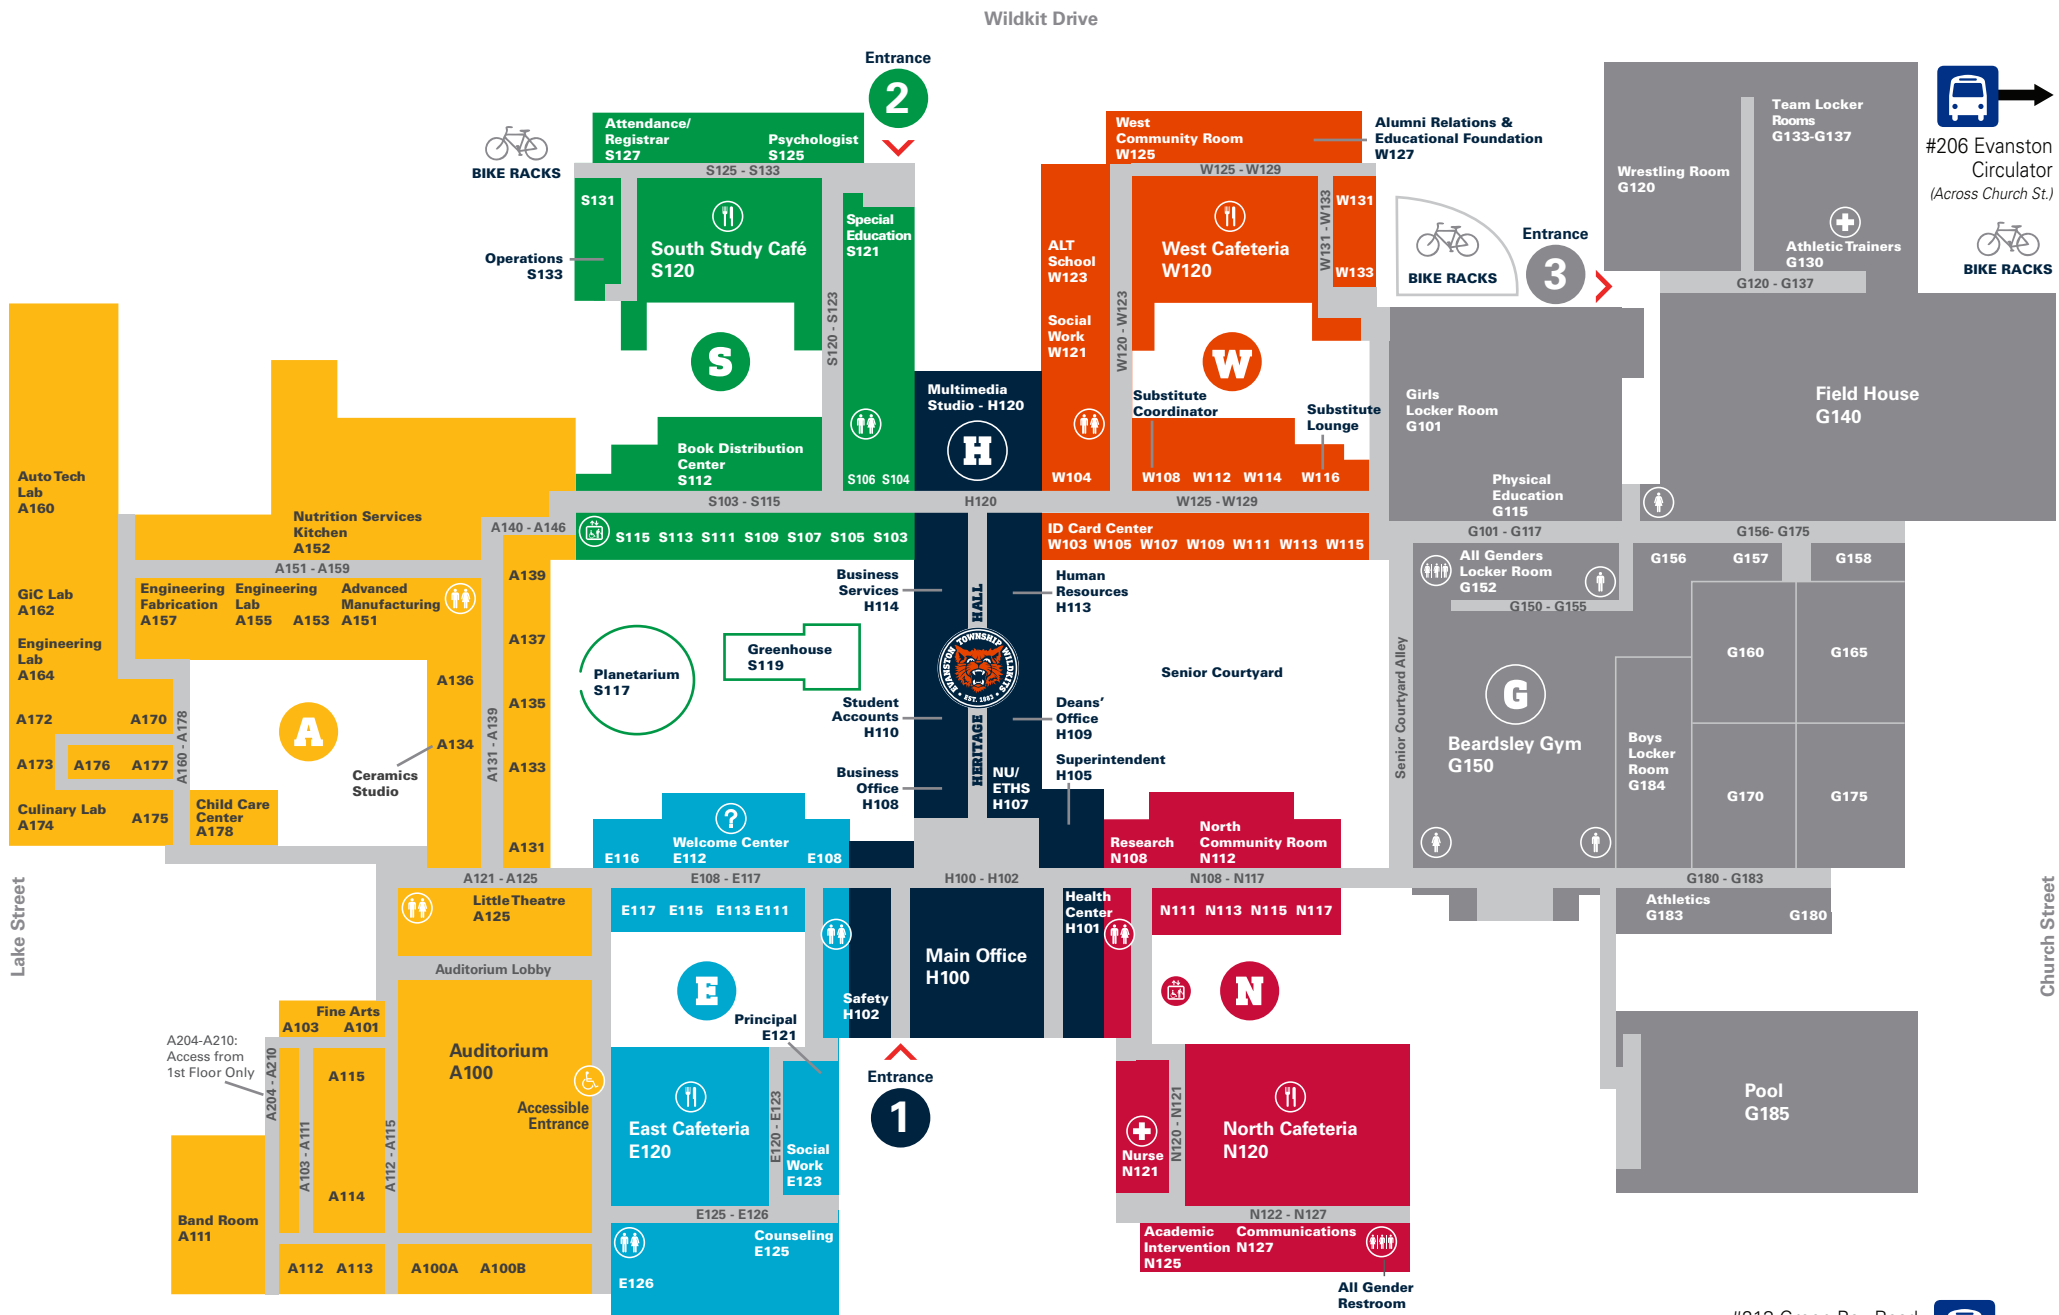 Wildkit Drive
Entrance
2
BIKE RACKS
Attendance/
Registrar
S127
Psychologist
S125
S125 - S133
S131
Operations
S133
South Study Café
S120
Special
Education
S121
S120 - S123
S
Book Distribution
Center
S112
S106 S104
S103 - S115
S115 S113 S111 S109 S107 S105 S103
Multimedia
Studio - H120
H
H120
West
Community Room
W125
Alumni Relations &
Educational Foundation
W127
W125 - W129
W131
W131 - W133
W133
West Cafeteria
W120
ALT
School
W123
Social
Work
W121
W120 - W123
W
Substitute
Coordinator
Substitute
Lounge
W104
W108 W112 W114 W116
W125 - W129
ID Card Center
W103 W105 W107 W109 W111 W113 W115
BIKE RACKS
Entrance
3
Wrestling Room
G120
Team Locker
Rooms
G133-G137
Athletic Trainers
G130
G120 - G137
#206 Evanston
Circulator
(Across Church St.)
BIKE RACKS
Field House
G140
Girls
Locker Room
G101
Physical
Education
G115
G101 - G117
G156- G175
All Genders
Locker Room
G152
G150 - G155
G156
G157
G158
G160
G165
G170
G175
Senior Courtyard Alley
G
Beardsley Gym
G150
Boys
Locker
Room
G184
G180 - G183
Athletics
G183
G180
Pool
G185
Church Street
Auto Tech
Lab
A160
GiC Lab
A162
Engineering
Lab
A164
A172
A170
A173
A176
A177
Culinary Lab
A174
A175
A160 - A178
Child Care
Center
A178
Nutrition Services
Kitchen
A152
A140 - A146
A151 - A159
Engineering
Fabrication
A157
Engineering
Lab
A155
A153
Advanced
Manufacturing
A151
A139
A137
A136
A135
A134
A133
A131
A131 - A139
A
Ceramics
Studio
Planetarium
S117
Greenhouse
S119
Business
Services
H114
Human
Resources
H113
HALL
EVANSTON TOWNSHIP WILDKITS
EST. 1883
HERITAGE
Senior Courtyard
Student
Accounts
H110
Deans'
Office
H109
Business
Office
H108
NU/
ETHS
H107
Superintendent
H105
?
Welcome Center
E112
E116
E108
Research
N108
North
Community Room
N112
A121 - A125
E108 - E117
H100 - H102
N108 - N117
Lake Street
Little Theatre
A125
Auditorium Lobby
E117 E115 E113 E111
E
Safety
H102
Main Office
H100
Health
Center
H101
N111 N113 N115 N117
N
Principal
E121
Entrance
1
Fine Arts
A103 A101
A204-A210:
Access from
1st Floor Only
A204 - A210
A103 - A111
A115
A114
A112 - A115
Auditorium
A100
Accessible
Entrance
Band Room
A111
A112 A113
A100A A100B
East Cafeteria
E120
E120 - E123
Social
Work
E123
E125 - E126
Counseling
E125
E126
Nurse
N121
N120 - N121
North Cafeteria
N120
N122 - N127
Academic
Intervention
N125
Communications
N127
All Gender
Restroom